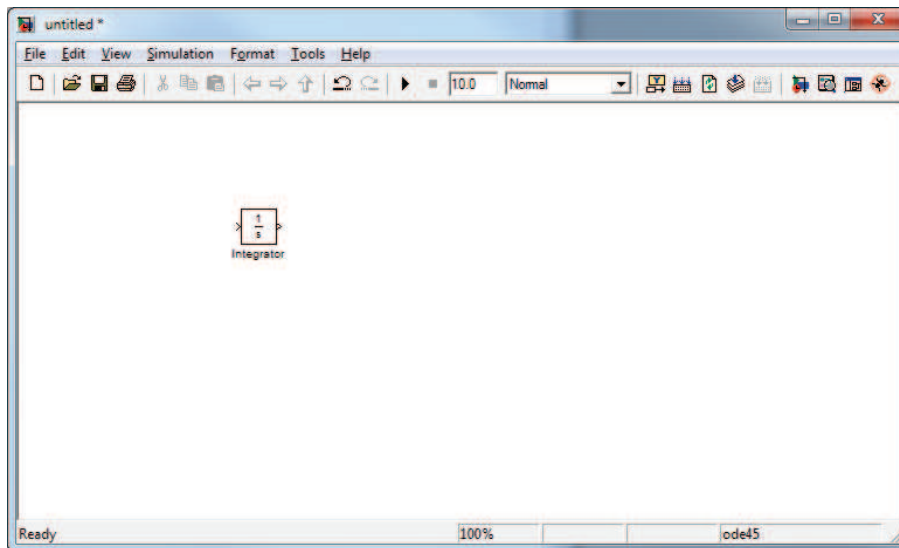 untitled *
File Edit View Simulation Format Tools Help
10.0 Normal
1
s
Integrator
Ready 100% ode45